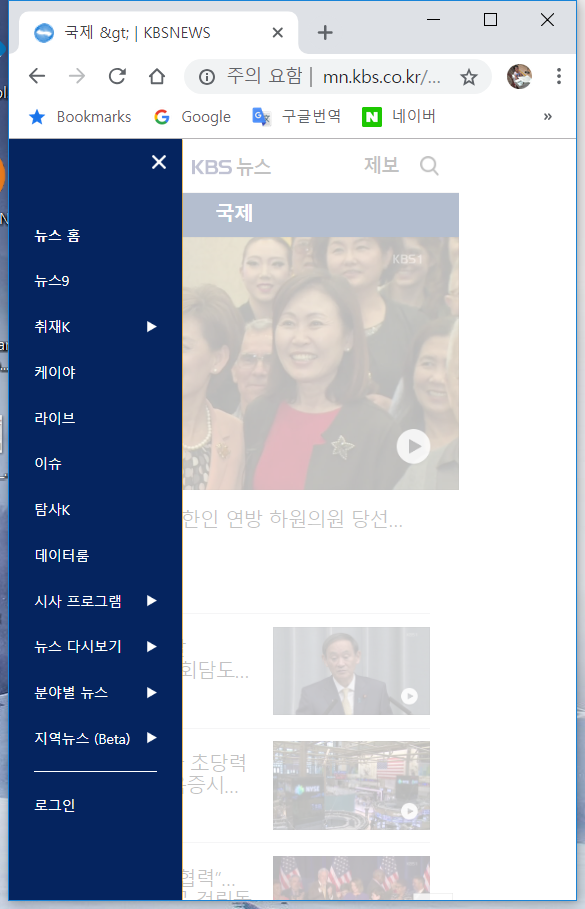 국제 &gt; | KBSNEWS
주의 요함 | mn.kbs.co.kr/...
Bookmarks Google 구글번역 네이버 »
KBS 뉴스 제보
국제
KBS1
뉴스 홈
뉴스9
취재K
케이야
라이브
이슈
탐사K
데이터룸
시사 프로그램
뉴스 다시보기
분야별 뉴스
지역뉴스 (Beta)
로그인
한인 연방 하원의원 당선...
회담도...
초당력
증시...
협력”...